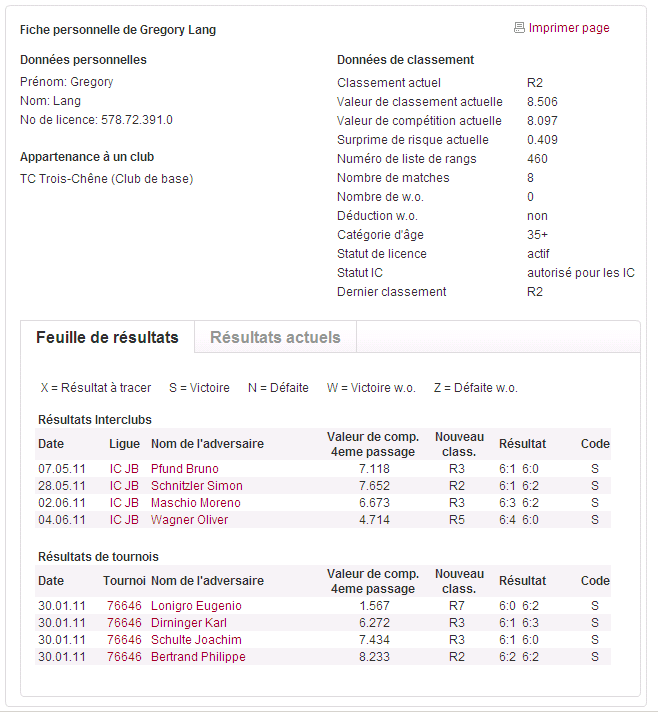 Fiche personnelle de Gregory Lang
Imprimer page
Données personnelles
Prénom: Gregory
Nom: Lang
No de licence: 578.72.391.0
Appartenance à un club
TC Trois-Chêne (Club de base)
Données de classement
Classement actuel R2
Valeur de classement actuelle 8.506
Valeur de compétition actuelle 8.097
Surprime de risque actuelle 0.409
Numéro de liste de rangs 460
Nombre de matches 8
Nombre de w.o. 0
Déduction w.o. non
Catégorie d'âge 35+
Statut de licence actif
Statut IC autorisé pour les IC
Dernier classement R2
Feuille de résultats Résultats actuels
X = Résultat à tracer S = Victoire N = Défaite W = Victoire w.o. Z = Défaite w.o.
Résultats Interclubs
Date Ligue Nom de l'adversaire Valeur de comp. 4eme passage Nouveau class. Résultat Code
07.05.11 IC JB Pfund Bruno 7.118 R3 6:1 6:0 S
28.05.11 IC JB Schnitzler Simon 7.652 R2 6:1 6:2 S
02.06.11 IC JB Maschio Moreno 6.673 R3 6:3 6:2 S
04.06.11 IC JB Wagner Oliver 4.714 R5 6:4 6:0 S
Résultats de tournois
Date Tournoi Nom de l'adversaire Valeur de comp. 4eme passage Nouveau class. Résultat Code
30.01.11 76646 Lonigro Eugenio 1.567 R7 6:0 6:2 S
30.01.11 76646 Dirninger Karl 6.272 R3 6:1 6:3 S
30.01.11 76646 Schulte Joachim 7.434 R3 6:1 6:0 S
30.01.11 76646 Bertrand Philippe 8.233 R2 6:2 6:2 S